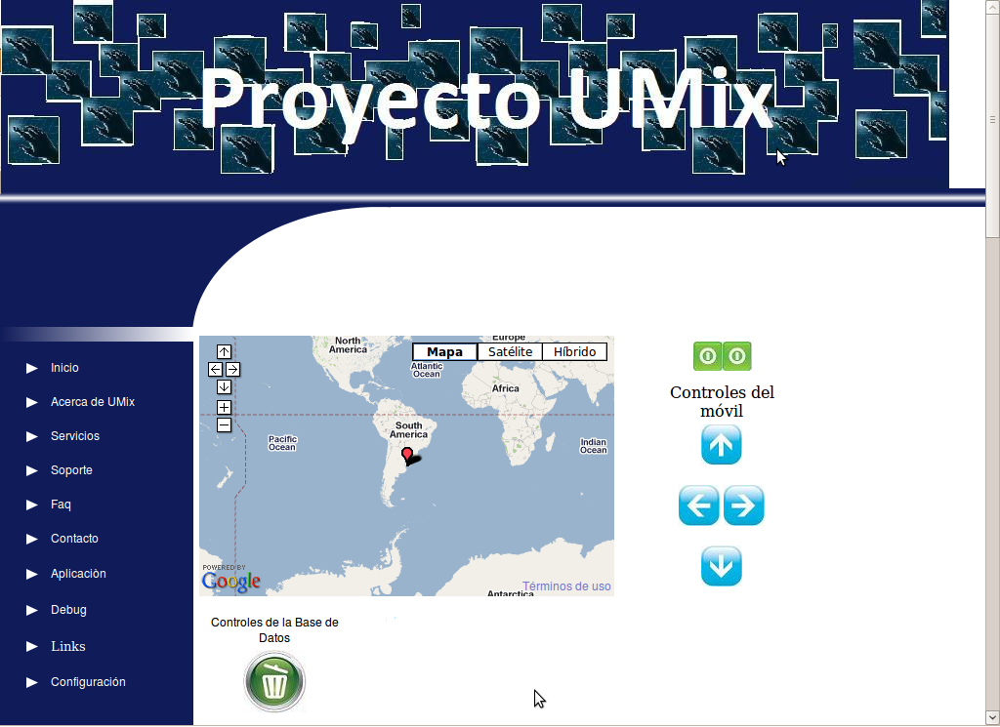 Proyecto UMix
Inicio
Acerca de UMix
Servicios
Soporte
Faq
Contacto
Aplicaciòn
Debug
Links
Configuración
North
America
Europe
Mapa
Satélite
Híbrido
Atlantic
Ocean
Africa
South
America
Pacific
Ocean
Indian
Ocean
POWERED BY
Google
Términos de uso
Antarctica
Controles del
móvil
Controles de la Base de
Datos